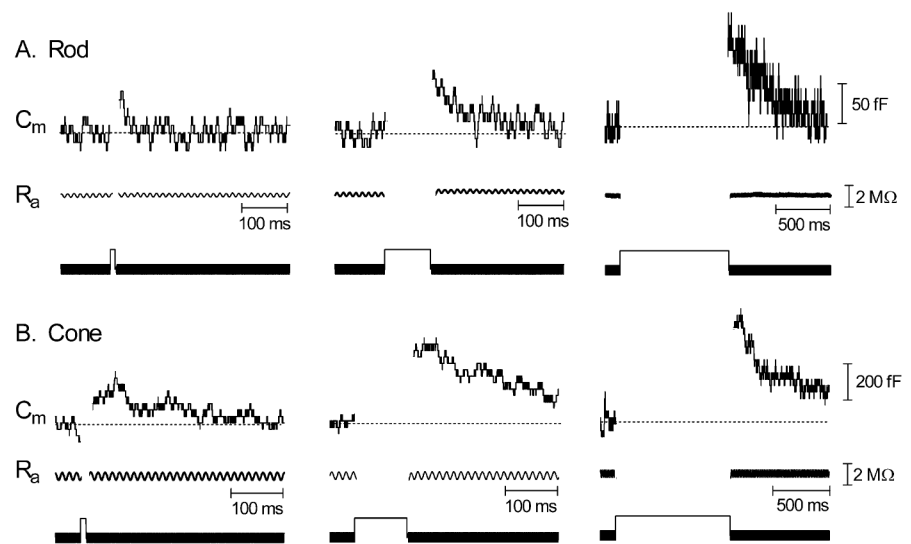 A. Rod
Cm
50 fF
Ra
2 MΩ
100 ms
100 ms
500 ms
B. Cone
Cm
200 fF
Ra
2 MΩ
100 ms
100 ms
500 ms